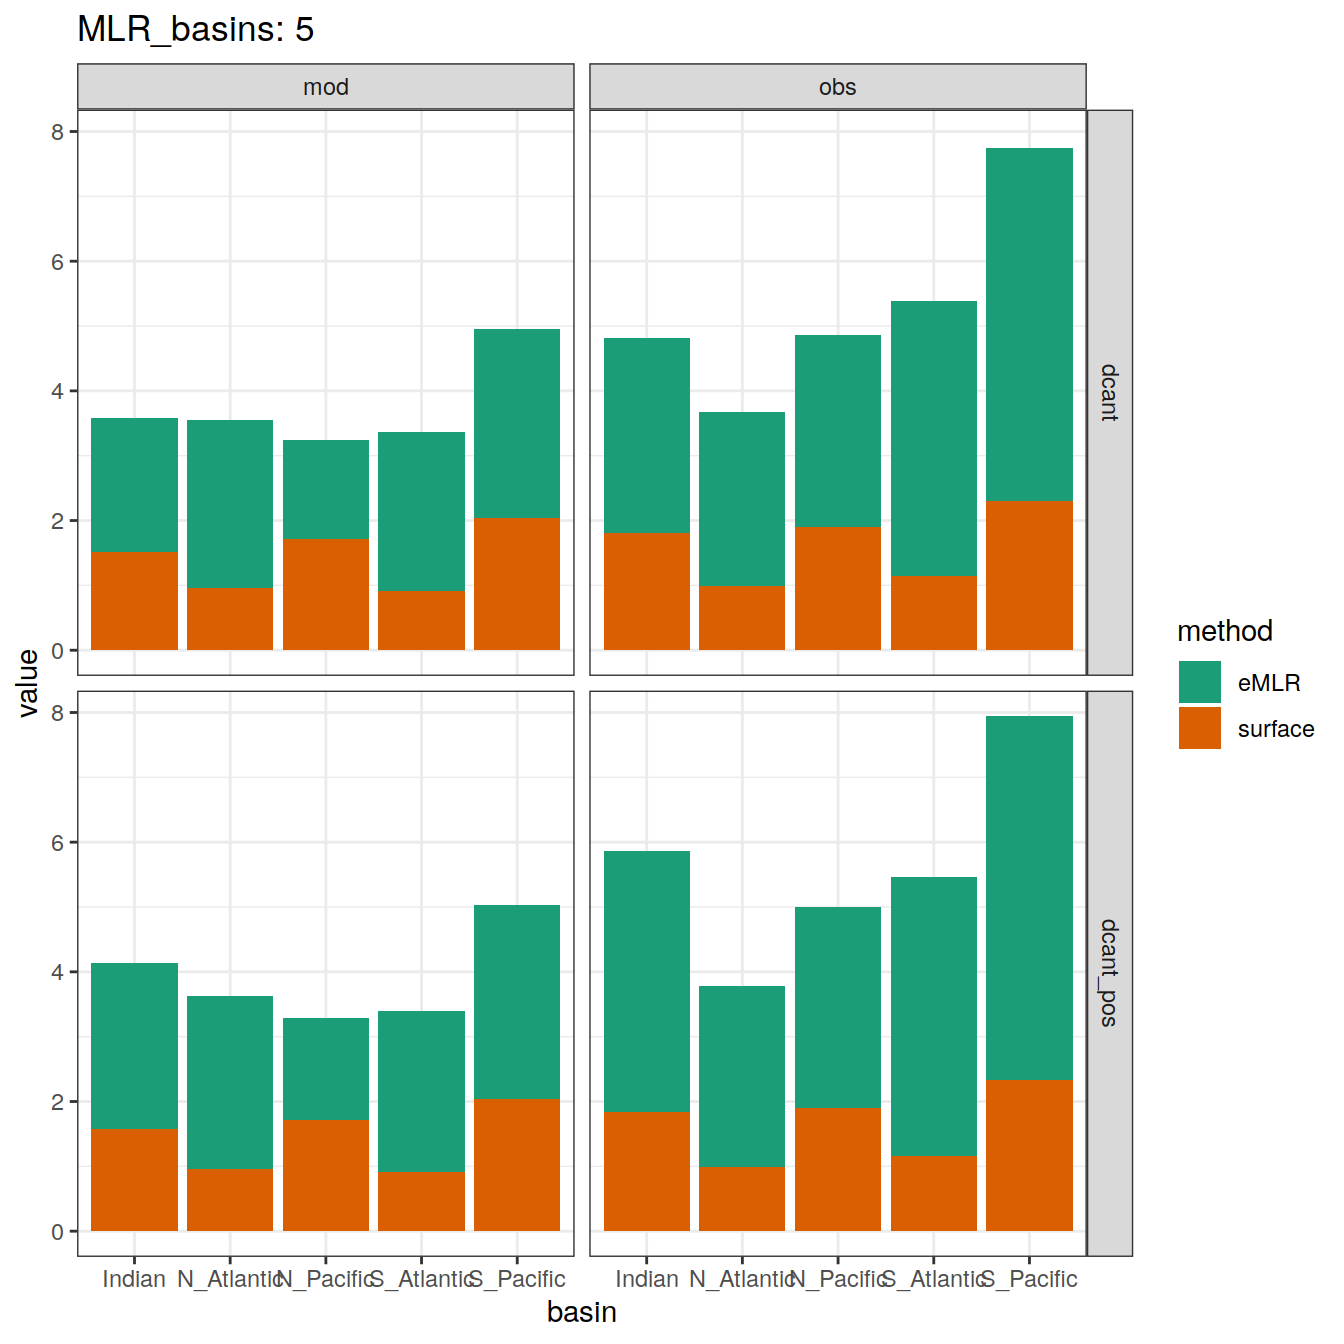 MLR_basins: 5
mod
obs
8
6
4
2
0
dcant
8
6
4
2
0
dcant_pos
value
Indian N_Atlantic N_Pacific S_Atlantic S_Pacific
Indian N_Atlantic N_Pacific S_Atlantic S_Pacific
basin
method
eMLR
surface